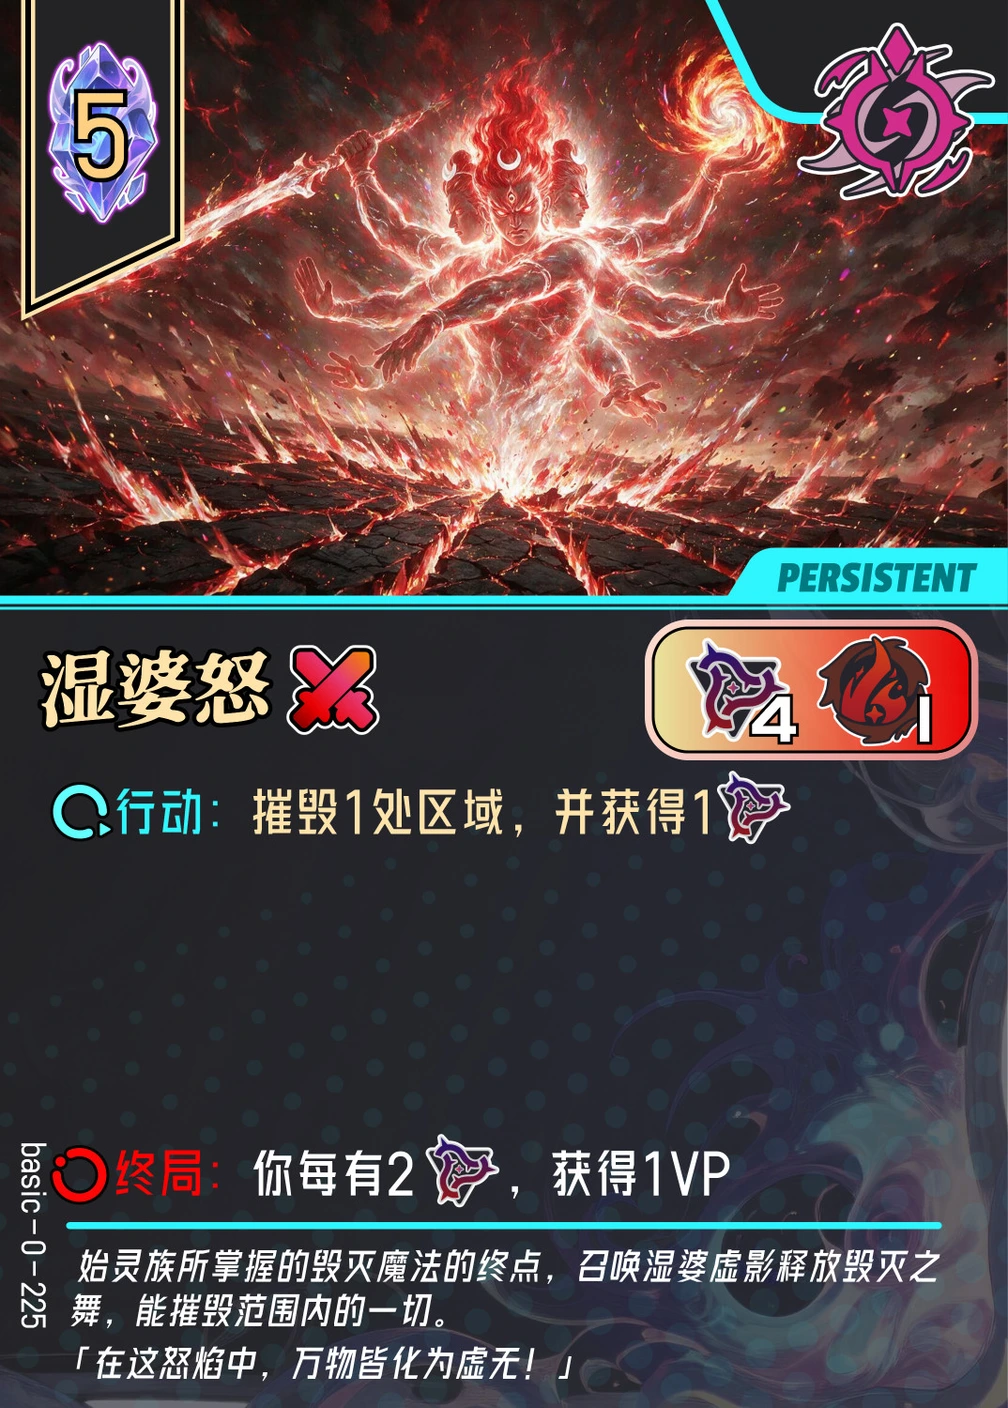 5
PERSISTENT
湿婆怒
4 1
行动： 摧毁1处区域，并获得1
终局： 你每有2 ，获得1VP
始灵族所掌握的毁灭魔法的终点，召唤湿婆虚影释放毁灭之
舞，能摧毁范围内的一切。
「在这怒焰中，万物皆化为虚无！」
basic-0-225